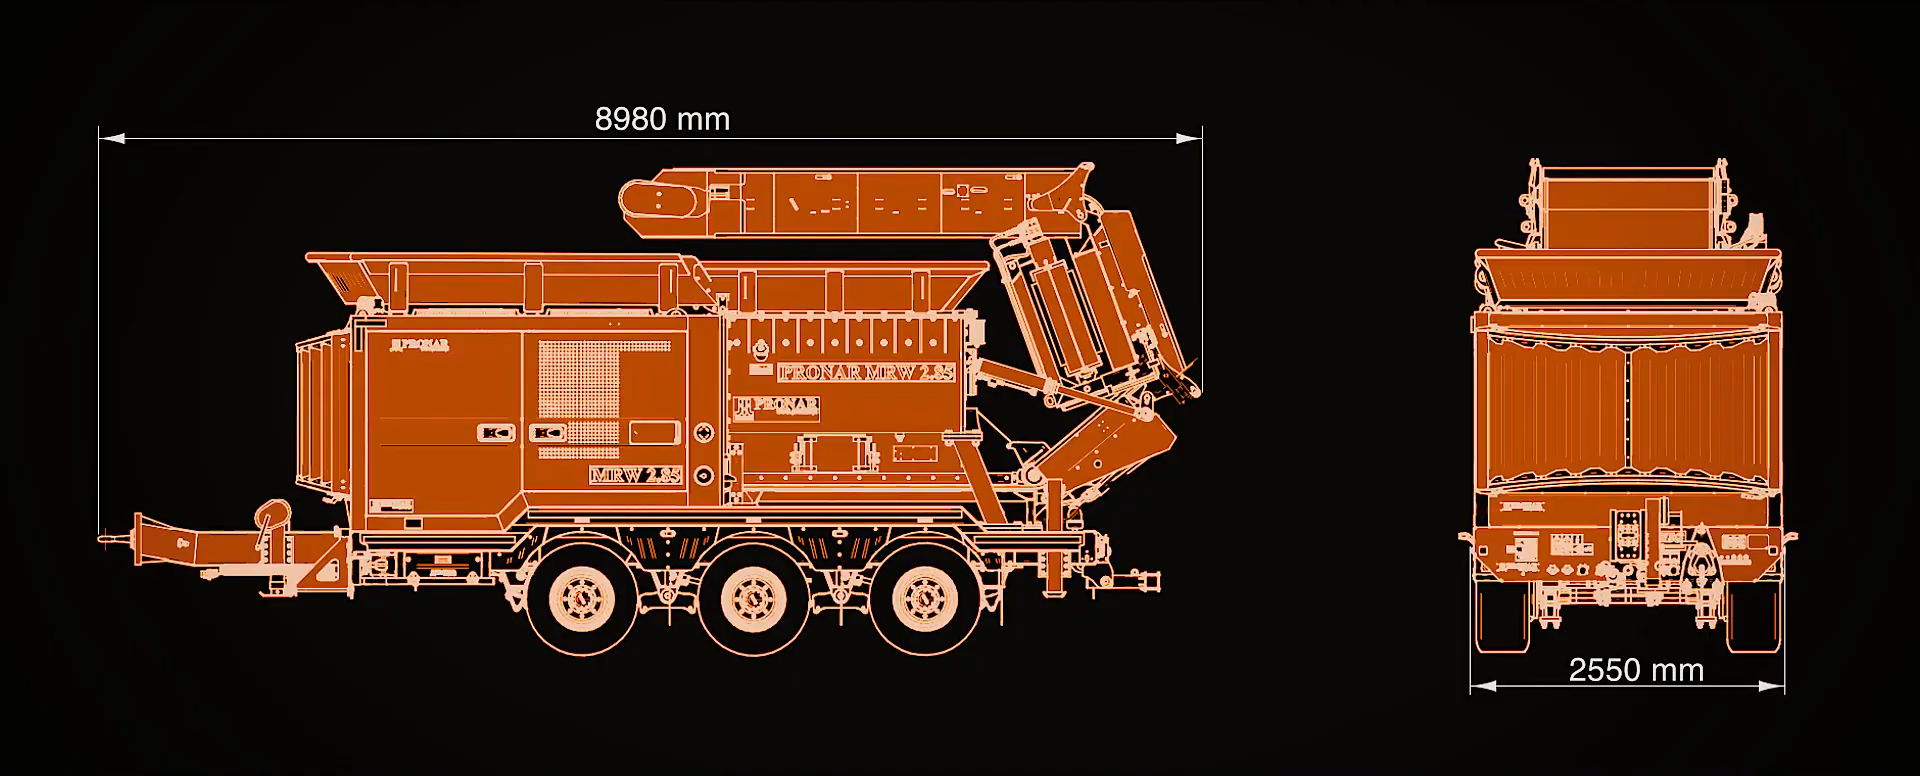 8980 mm
PRONAR
PRONAR MRW 2.85
PRONAR
MRW 2.85
2550 mm